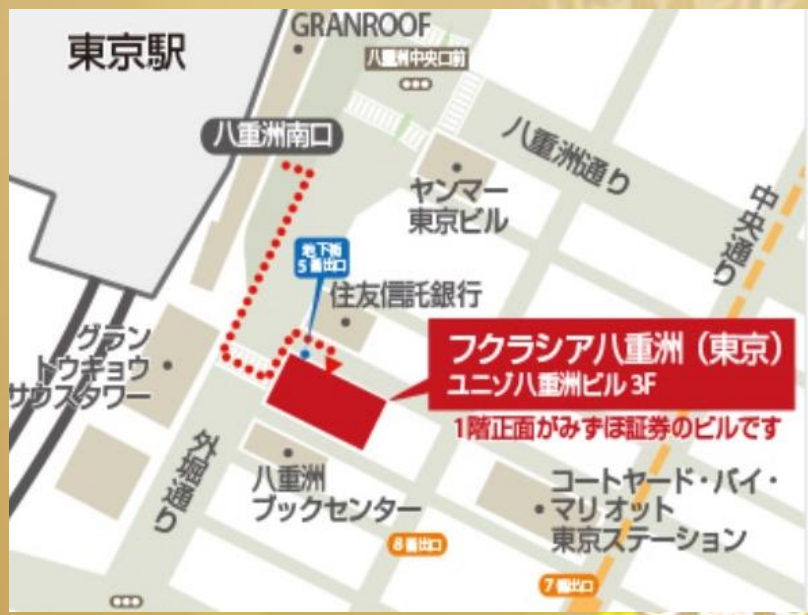 GRANROOF
東京駅
八重洲中央口前
八重洲南口
八重洲通り
ヤンマー
東京ビル
中央通り
地下街
5番出口
住友信託銀行
グラン
トウキョウ
サウスタワー
フクラシア八重洲（東京）
ユニゾ八重洲ビル 3F
1階正面がみずほ証券のビルです
外堀通り
八重洲
ブックセンター
コートヤード・バイ・
マリオット
東京ステーション
8番出口
7番出口